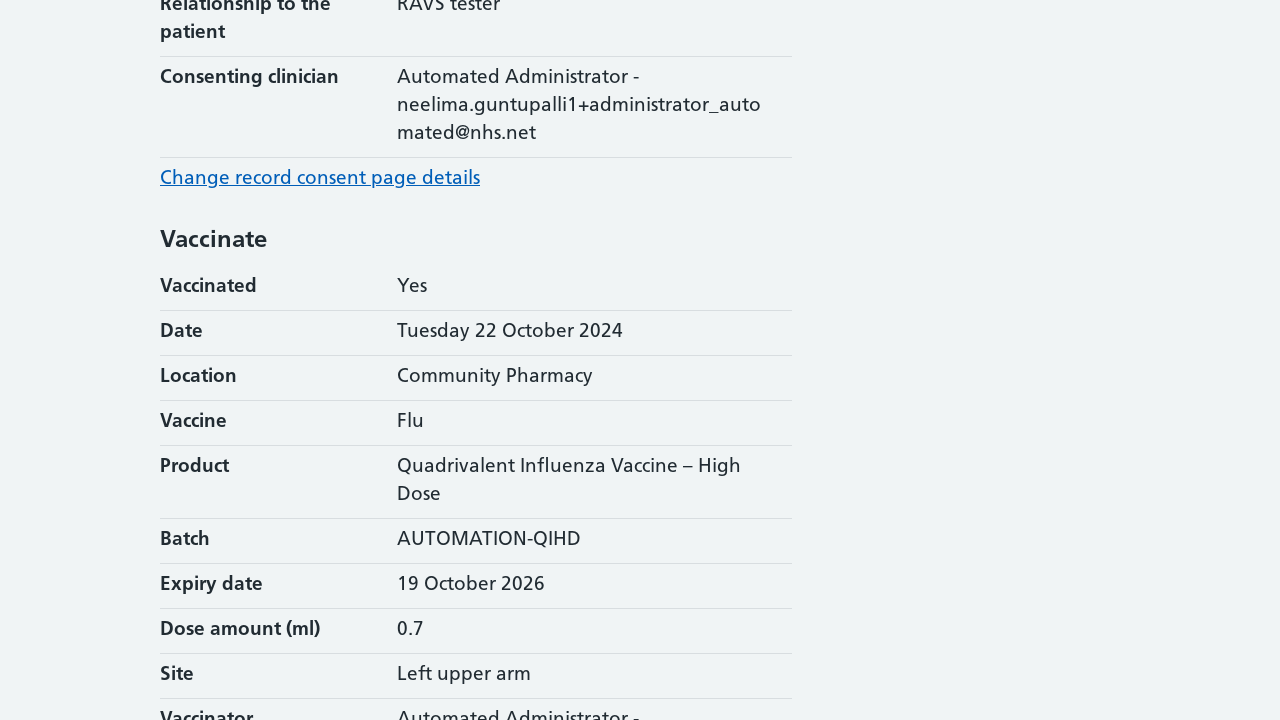 Relationship to the RAVS tester
patient
Consenting clinician Automated Administrator -
neelima.guntupalli1+administrator_auto
mated@nhs.net
Change record consent page details
Vaccinate
Vaccinated Yes
Date Tuesday 22 October 2024
Location Community Pharmacy
Vaccine Flu
Product Quadrivalent Influenza Vaccine – High
Dose
Batch AUTOMATION-QIHD
Expiry date 19 October 2026
Dose amount (ml) 0.7
Site Left upper arm
Vaccinator Automated Administrator -